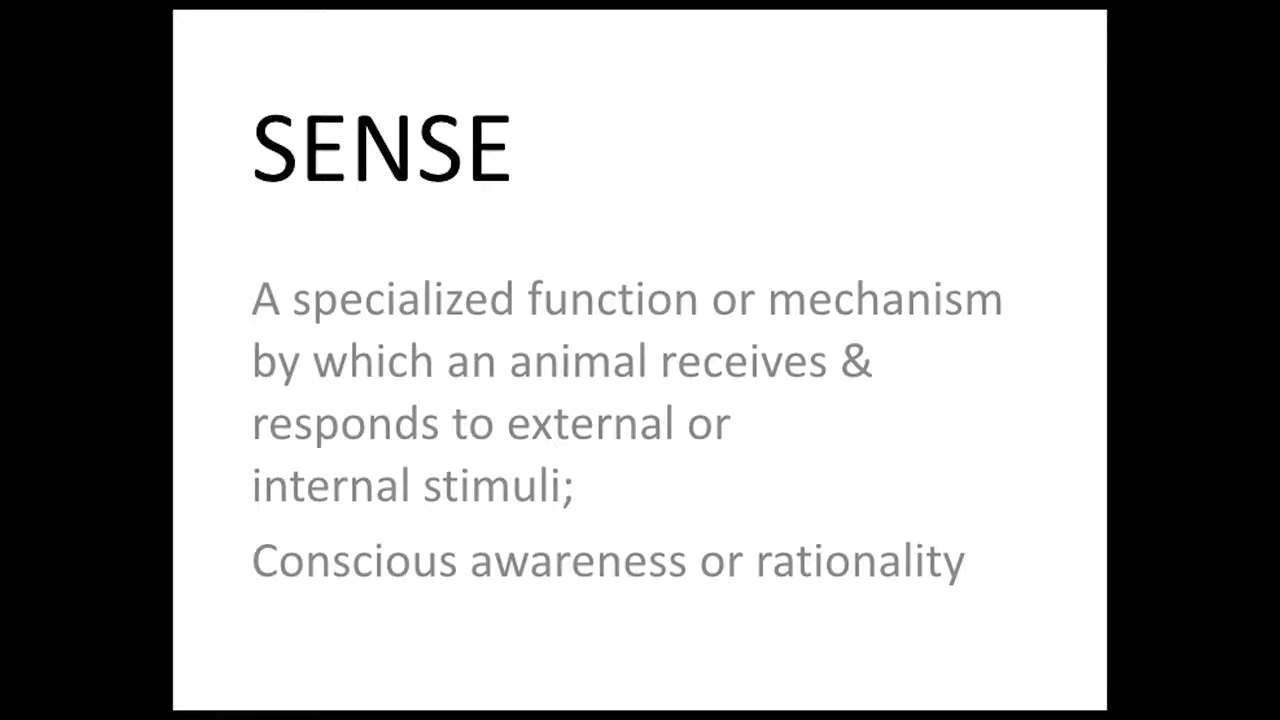 SENSE
A specialized function or mechanism
by which an animal receives &
responds to external or
internal stimuli;
Conscious awareness or rationality